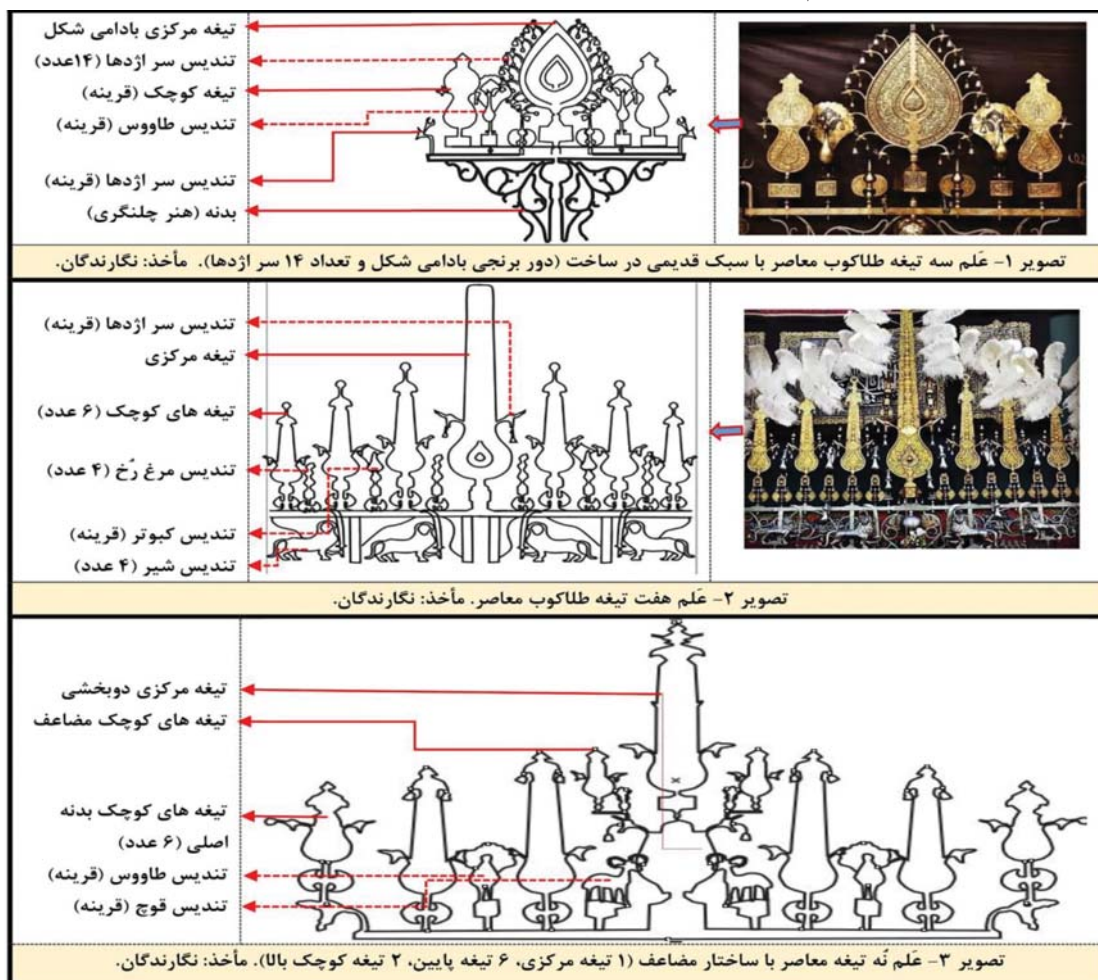 تیغه مرکزی بادامی شکل
تندیس سر اژدها (۱۴عدد)
تیغه کوچک (قرینه)
تندیس طاووس (قرینه)
تندیس سر اژدها (قرینه)
بدنه (هنر چلنگری)
تصویر ۱- عَلم سه تیغه طلاکوب معاصر با سبک قدیمی در ساخت (دور برنجی بادامی شکل و تعداد ۱۴ سر اژدها). مأخذ: نگارندگان.
تندیس سر اژدها (قرینه)
تیغه مرکزی
تیغه های کوچک (۶ عدد)
تندیس مرغ رُخ (۴ عدد)
تندیس کبوتر (قرینه)
تندیس شیر (۴ عدد)
تصویر ۲- عَلم هفت تیغه طلاکوب معاصر. مأخذ: نگارندگان.
تیغه مرکزی دوبخشی
تیغه های کوچک مضاعف
تیغه های کوچک بدنه
اصلی (۶ عدد)
تندیس طاووس (قرینه)
تندیس قوچ (قرینه)
تصویر ۳- عَلم نُه تیغه معاصر با ساختار مضاعف (۱ تیغه مرکزی، ۶ تیغه پایین، ۲ تیغه کوچک بالا). مأخذ: نگارندگان.